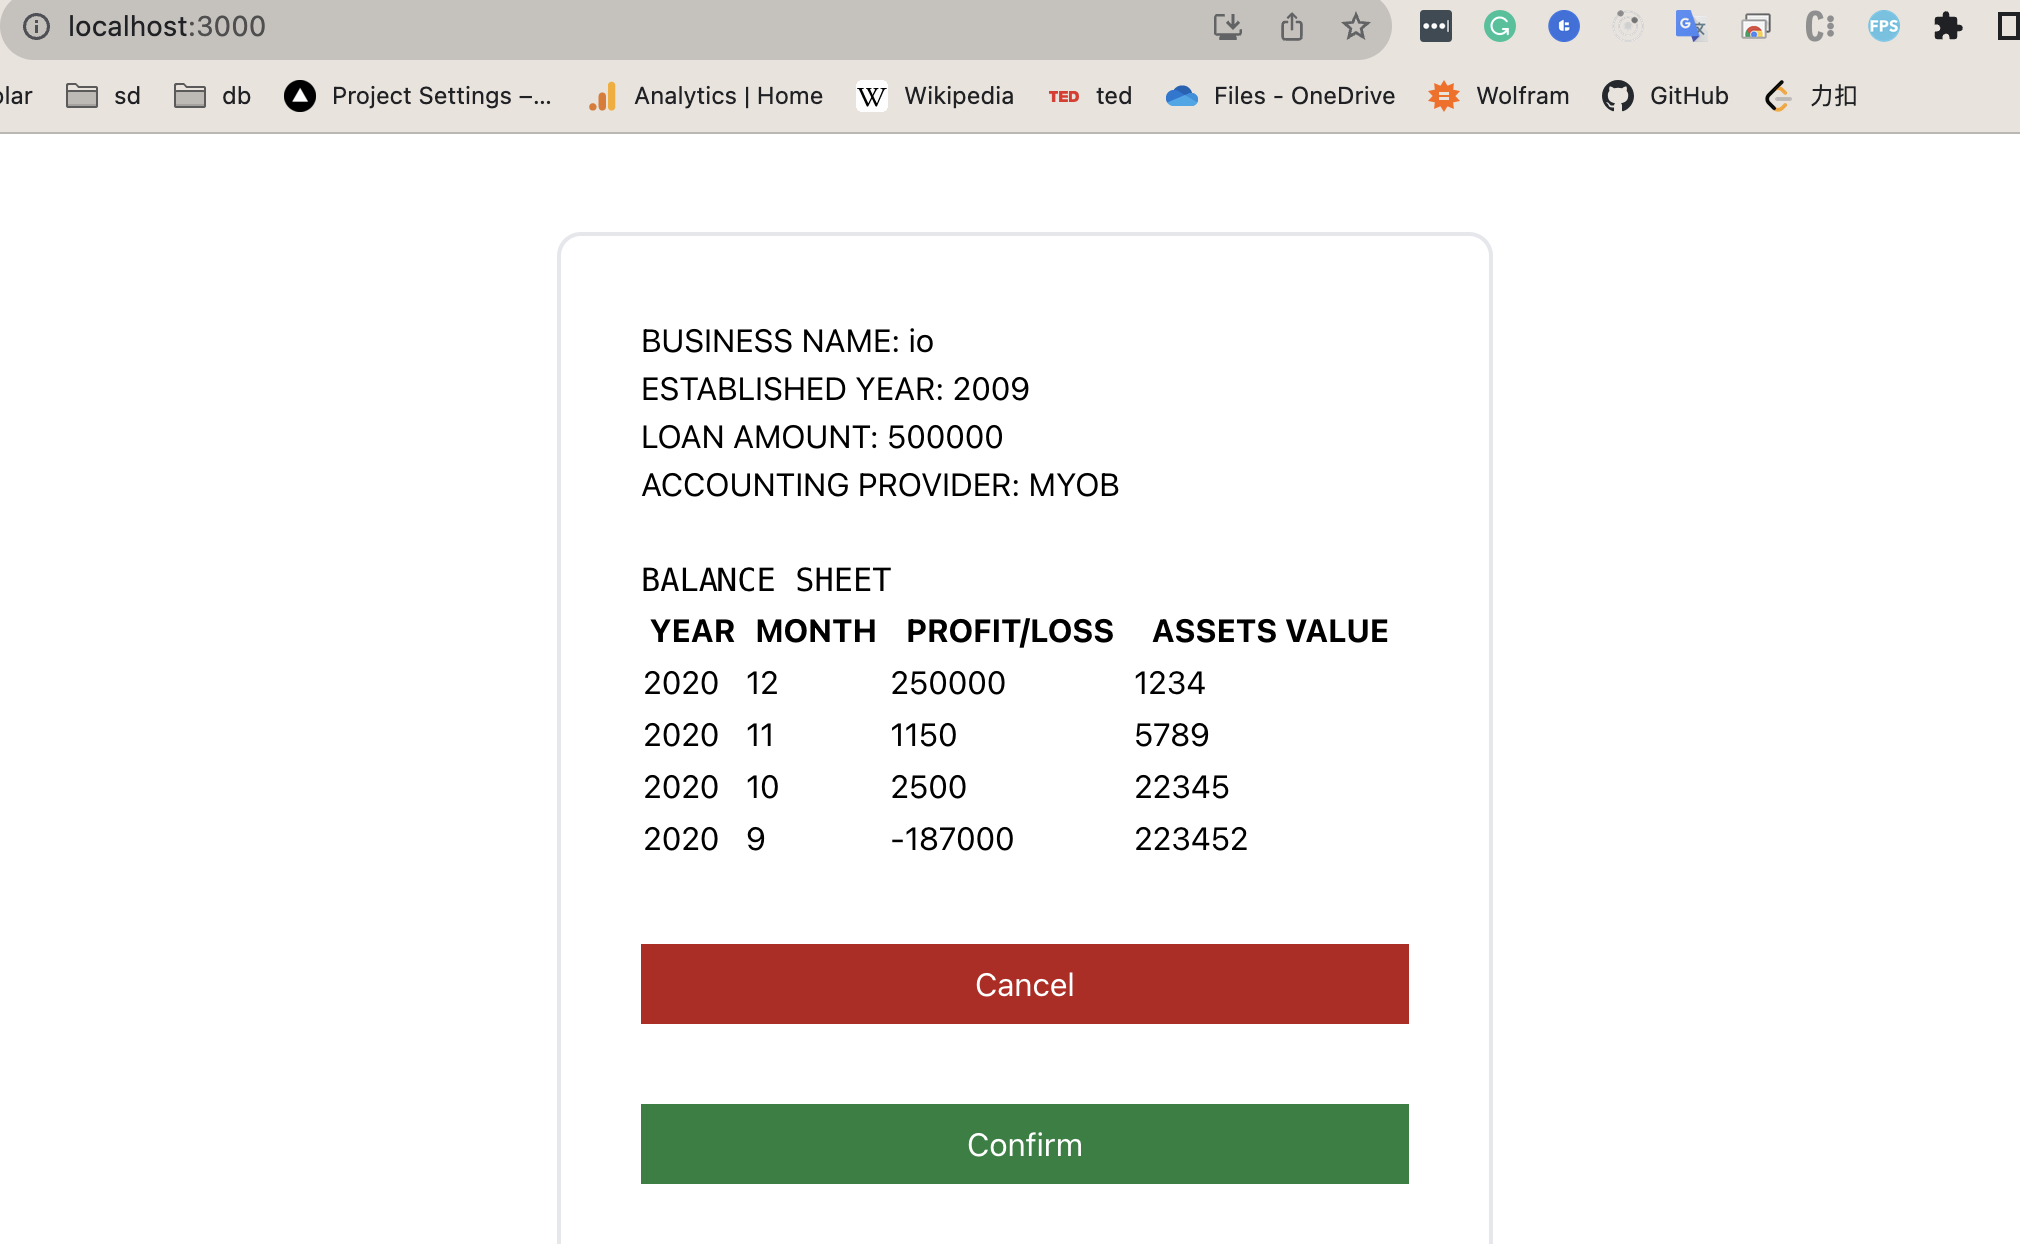 localhost:3000
FPS
lar sd db Project Settings –... Analytics | Home W Wikipedia TED ted Files - OneDrive Wolfram GitHub 力扣
BUSINESS NAME: io
ESTABLISHED YEAR: 2009
LOAN AMOUNT: 500000
ACCOUNTING PROVIDER: MYOB
BALANCE SHEET
YEAR MONTH PROFIT/LOSS ASSETS VALUE
2020 12 250000 1234
2020 11 1150 5789
2020 10 2500 22345
2020 9 -187000 223452
Cancel
Confirm